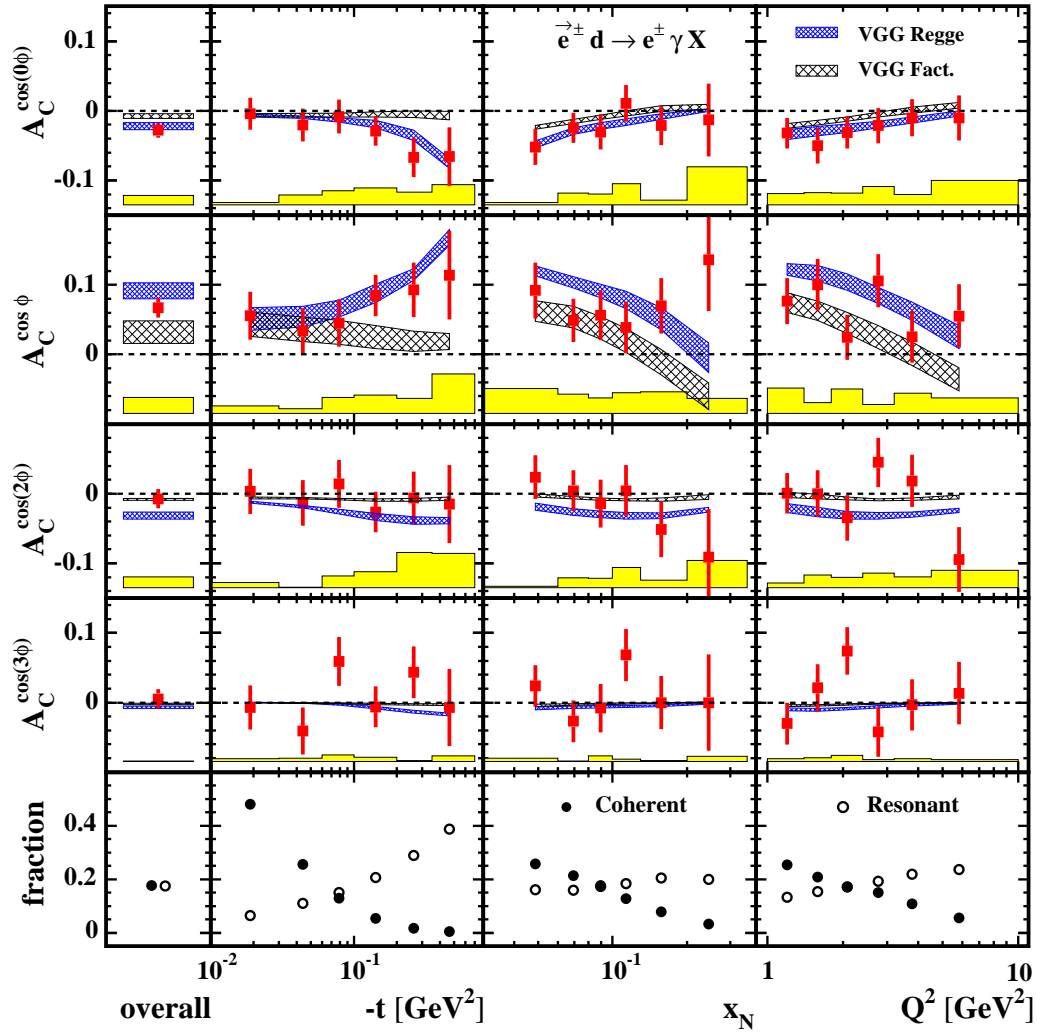 e± d → e± γ X
VGG Regge
VGG Fact.
A_C^cos(0ϕ)
0.1
0
-0.1
A_C^cos ϕ
0.1
0
A_C^cos(2ϕ)
0
-0.1
A_C^cos(3ϕ)
0.1
0
Coherent
Resonant
fraction
0.4
0.2
0
10^-2
10^-1
10^-1
1
10
overall
-t [GeV^2]
x_N
Q^2 [GeV^2]